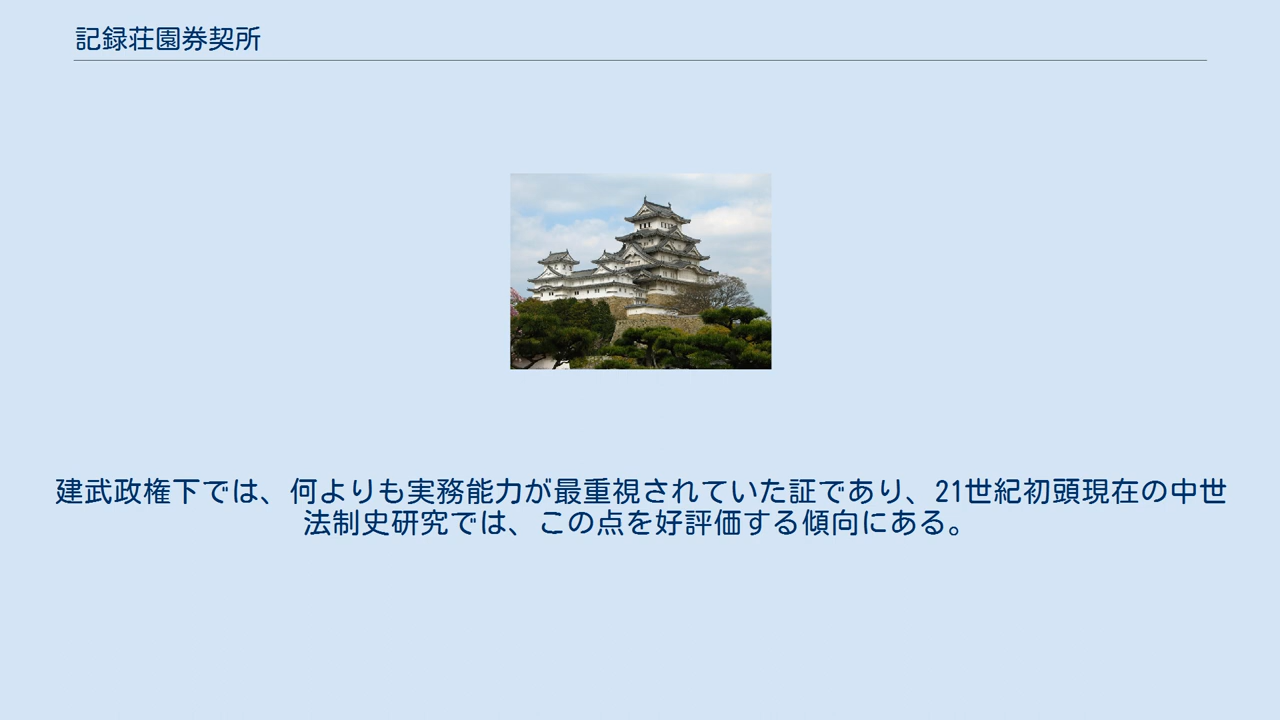 記録荘園券契所
建武政権下では、何よりも実務能力が最重視されていた証であり、21世紀初頭現在の中世
法制史研究では、この点を好評価する傾向にある。